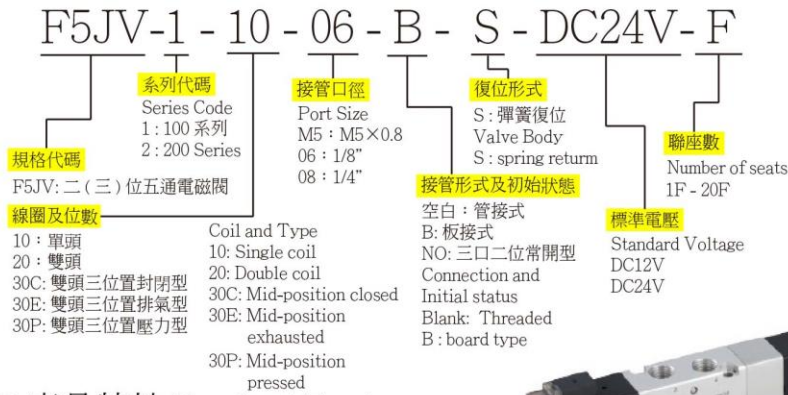 F5JV-1 - 10 - 06 - B - S - DC24V - F
系列代碼
Series Code
1 : 100 系列
2 : 200 Series
接管口徑
Port Size
M5：M5×0.8
06 : 1/8”
08 : 1/4”
復位形式
S : 彈簧復位
Valve Body
S : spring returm
聯座數
Number of seats
1F - 20F
規格代碼
F5JV: 二 ( 三 ) 位五通電磁閥
線圈及位數
10：單頭
20：雙頭
30C: 雙頭三位置封閉型
30E: 雙頭三位置排氣型
30P: 雙頭三位置壓力型
Coil and Type
10: Single coil
20: Double coil
30C: Mid-position closed
30E: Mid-position
exhausted
30P: Mid-position
pressed
接管形式及初始狀態
空白：管接式
B: 板接式
NO: 三口二位常開型
Connection and
Initial status
Blank: Threaded
B : board type
標準電壓
Standard Voltage
DC12V
DC24V